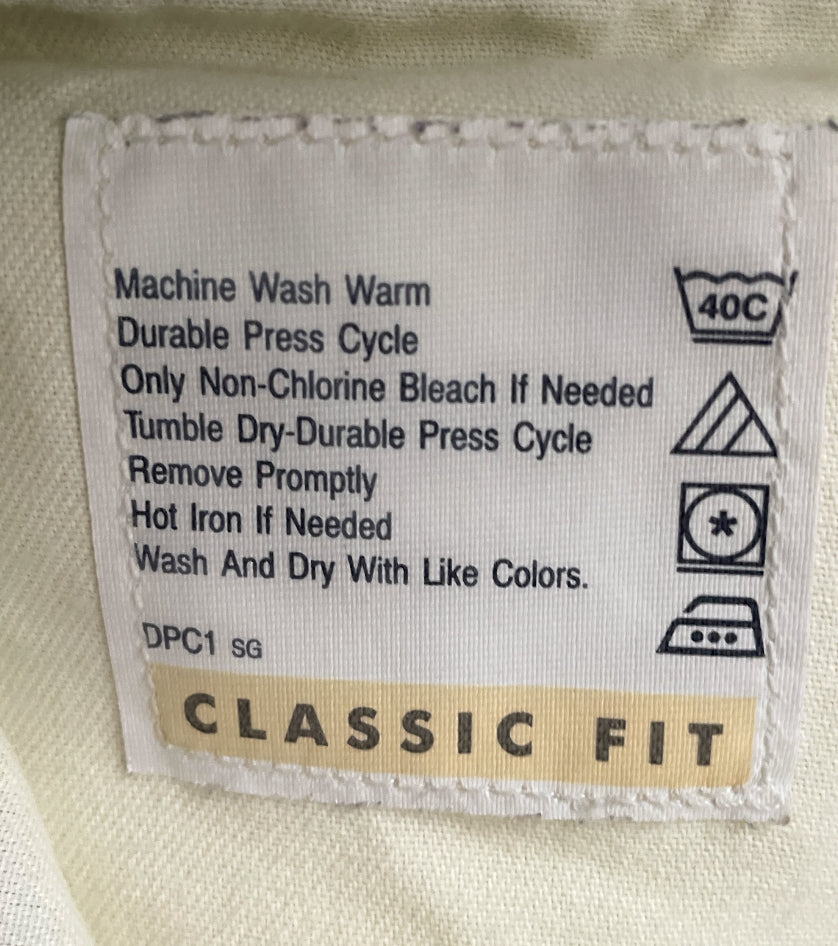 Machine Wash Warm
Durable Press Cycle
Only Non-Chlorine Bleach If Needed
Tumble Dry-Durable Press Cycle
Remove Promptly
Hot Iron If Needed
Wash And Dry With Like Colors.
40C
DPC1 SG
CLASSIC FIT